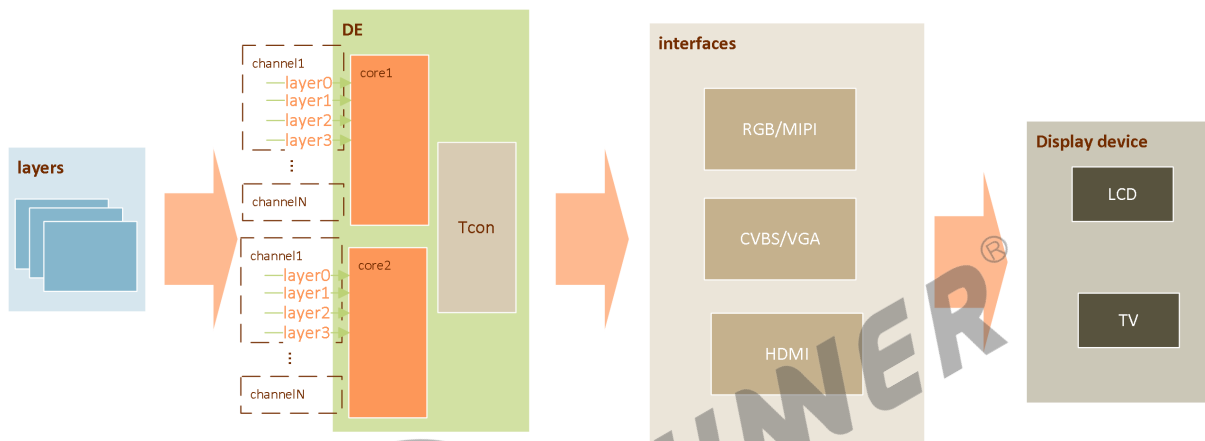 layers
channel1
layer0
layer1
layer2
layer3
...
channelN
channel1
layer0
layer1
layer2
layer3
...
channelN
DE
core1
core2
Tcon
interfaces
RGB/MIPI
CVBS/VGA
HDMI
Display device
LCD
TV
®